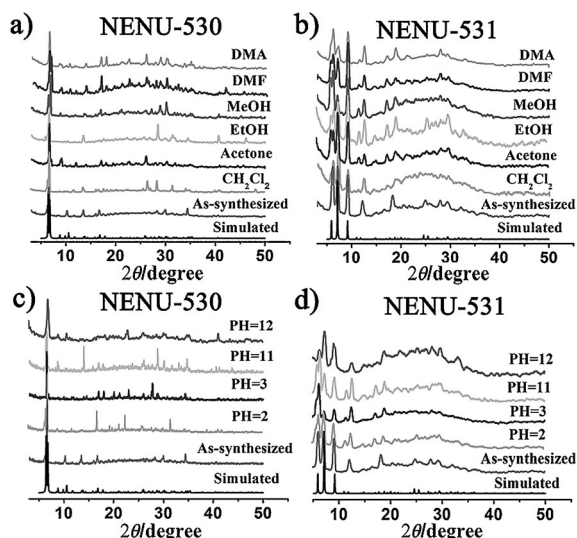 a) NENU-530
DMA
DMF
MeOH
EtOH
Acetone
CH₂Cl₂
As-synthesized
Simulated
10 20 30 40 50
2θ/degree
b) NENU-531
DMA
DMF
MeOH
EtOH
Acetone
CH₂Cl₂
As-synthesized
Simulated
10 20 30 40 50
2θ/degree
c) NENU-530
PH=12
PH=11
PH=3
PH=2
As-synthesized
Simulated
10 20 30 40 50
2θ/degree
d) NENU-531
PH=12
PH=11
PH=3
PH=2
As-synthesized
Simulated
10 20 30 40 50
2θ/degree